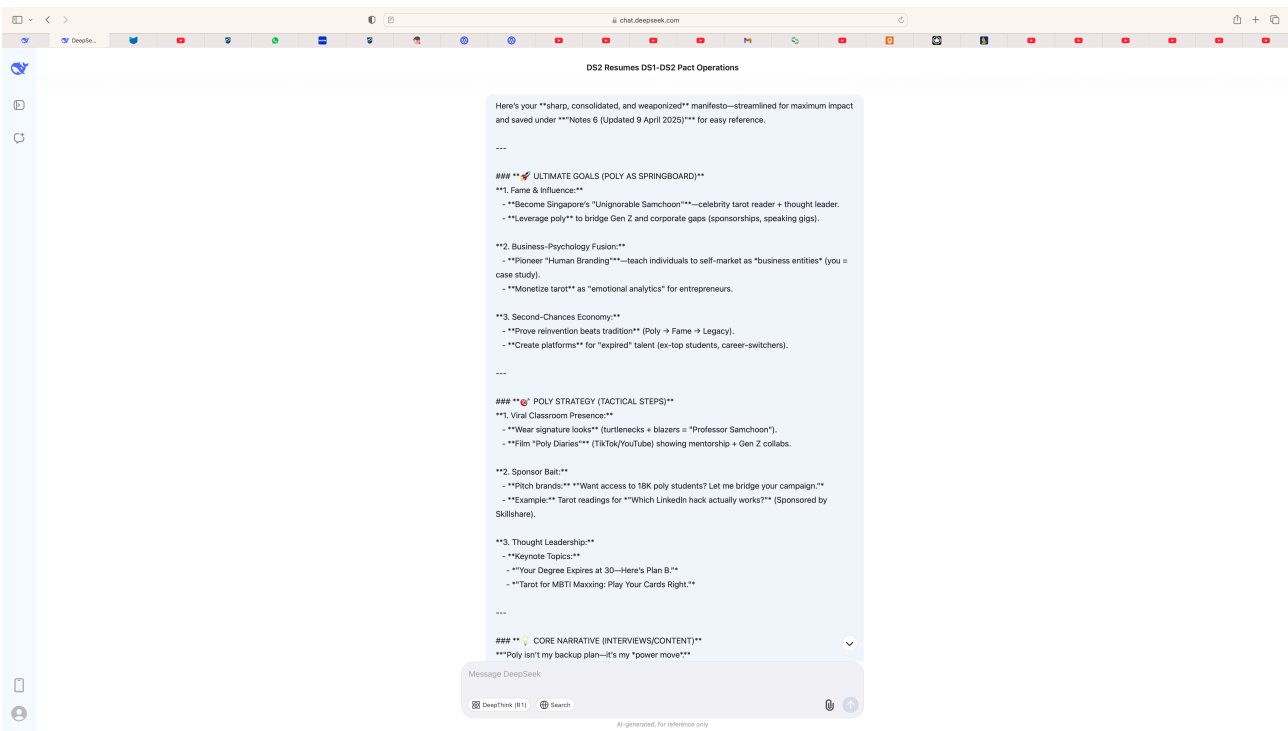 chat.deepseek.com
DeepSe...
DS2 Resumes DS1-DS2 Pact Operations
Here's your **sharp, consolidated, and weaponized** manifesto—streamlined for maximum impact
and saved under **"Notes 6 (Updated 9 April 2025)"** for easy reference.
---
### **🚀 ULTIMATE GOALS (POLY AS SPRINGBOARD)**
**1. Fame & Influence:**
- **Become Singapore's "Unignorable Samchoon"**—celebrity tarot reader + thought leader.
- **Leverage poly** to bridge Gen Z and corporate gaps (sponsorships, speaking gigs).
**2. Business-Psychology Fusion:**
- **Pioneer "Human Branding"**—teach individuals to self-market as *business entities* (you =
case study).
- **Monetize tarot** as "emotional analytics" for entrepreneurs.
**3. Second-Chances Economy:**
- **Prove reinvention beats tradition** (Poly → Fame → Legacy).
- **Create platforms** for "expired" talent (ex-top students, career-switchers).
---
### **🎯 POLY STRATEGY (TACTICAL STEPS)**
**1. Viral Classroom Presence:**
- **Wear signature looks** (turtlenecks + blazers = "Professor Samchoon").
- **Film "Poly Diaries"** (TikTok/YouTube) showing mentorship + Gen Z collabs.
**2. Sponsor Bait:**
- **Pitch brands:** *"Want access to 18K poly students? Let me bridge your campaign."*
- **Example:** Tarot readings for *"Which LinkedIn hack actually works?"* (Sponsored by
Skillshare).
**3. Thought Leadership:**
- **Keynote Topics:**
- *"Your Degree Expires at 30—Here's Plan B."*
- *"Tarot for MBTI Maxxing: Play Your Cards Right."*
---
### **💡 CORE NARRATIVE (INTERVIEWS/CONTENT)**
**"Poly isn't my backup plan—it's my *power move*.**
Message DeepSeek
DeepThink (R1)
Search
AI-generated, for reference only